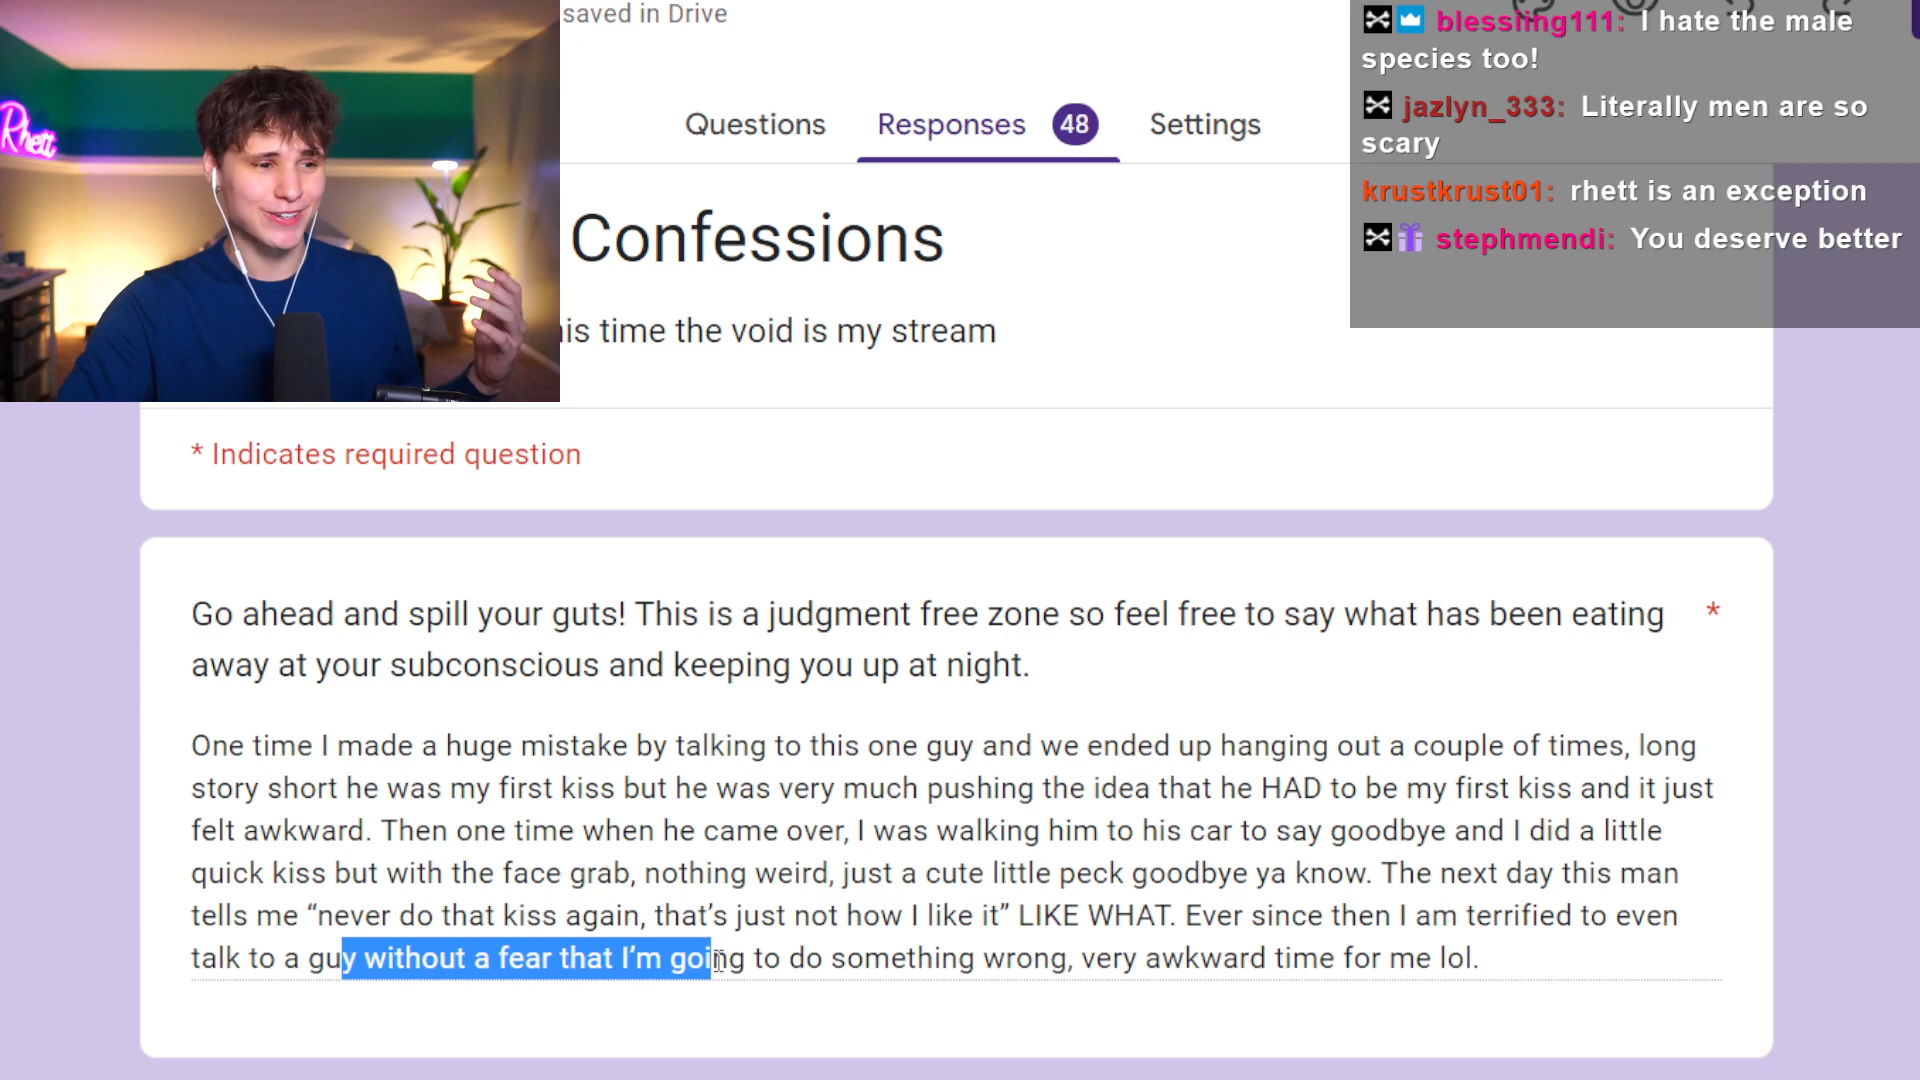 saved in Drive
Rhett
Questions
Responses
48
Settings
Confessions
is time the void is my stream
* Indicates required question
blessiing111: I hate the male
species too!
jazlyn_333: Literally men are so
scary
krustkrust01: rhett is an exception
stephmendi: You deserve better
Go ahead and spill your guts! This is a judgment free zone so feel free to say what has been eating *
away at your subconscious and keeping you up at night.
One time I made a huge mistake by talking to this one guy and we ended up hanging out a couple of times, long
story short he was my first kiss but he was very much pushing the idea that he HAD to be my first kiss and it just
felt awkward. Then one time when he came over, I was walking him to his car to say goodbye and I did a little
quick kiss but with the face grab, nothing weird, just a cute little peck goodbye ya know. The next day this man
tells me “never do that kiss again, that’s just not how I like it” LIKE WHAT. Ever since then I am terrified to even
talk to a guy without a fear that I’m going to do something wrong, very awkward time for me lol.